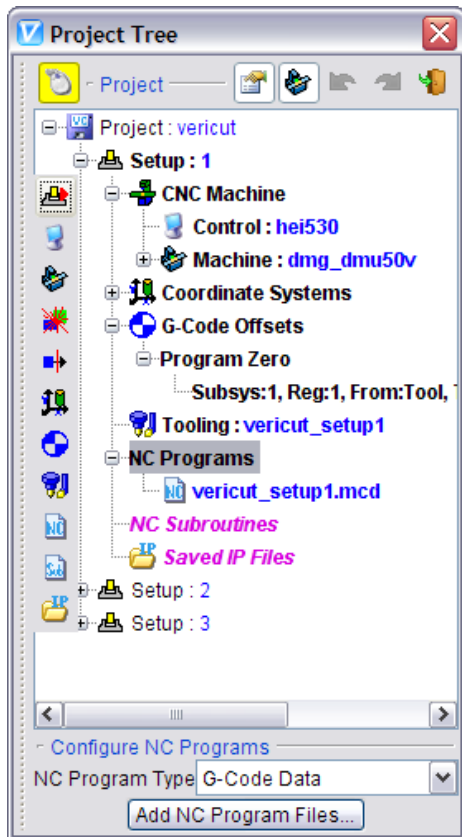 Project Tree
Project
Project : vericut
Setup : 1
CNC Machine
Control : hei530
Machine : dmg_dmu50v
Coordinate Systems
G-Code Offsets
Program Zero
Subsys:1, Reg:1, From:Tool,
Tooling : vericut_setup1
NC Programs
vericut_setup1.mcd
NC Subroutines
Saved IP Files
Setup : 2
Setup : 3
Configure NC Programs
NC Program Type G-Code Data
Add NC Program Files...